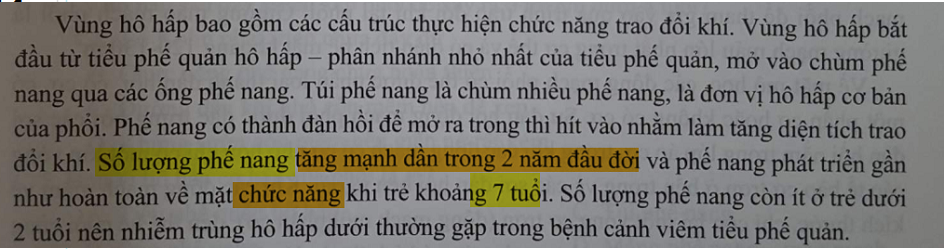 Vùng hô hấp bao gồm các cấu trúc thực hiện chức năng trao đổi khí. Vùng hô hấp bắt
đầu từ tiểu phế quản hô hấp – phân nhánh nhỏ nhất của tiểu phế quản, mở vào chùm phế
nang qua các ống phế nang. Túi phế nang là chùm nhiều phế nang, là đơn vị hô hấp cơ bản
của phổi. Phế nang có thành đàn hồi để mở ra trong thì hít vào nhằm làm tăng diện tích trao
đổi khí. Số lượng phế nang tăng mạnh dần trong 2 năm đầu đời và phế nang phát triển gần
như hoàn toàn về mặt chức năng khi trẻ khoảng 7 tuổi. Số lượng phế nang còn ít ở trẻ dưới
2 tuổi nên nhiễm trùng hô hấp dưới thường gặp trong bệnh cảnh viêm tiểu phế quản.